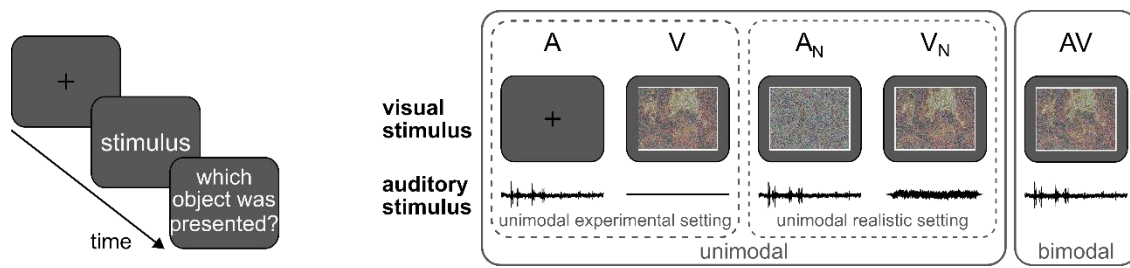 +
stimulus
which
object was
presented?
time
A V A_N V_N AV
visual
stimulus
+
auditory
stimulus
unimodal experimental setting unimodal realistic setting
unimodal bimodal